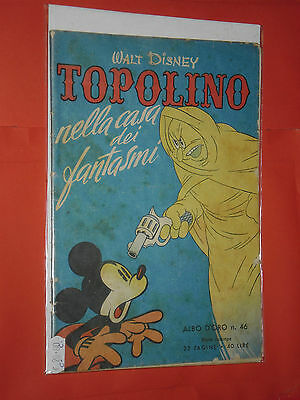 WALT DISNEY
TOPOLINO
nella casa
dei
fantasmi
ALBO D'ORO n. 46
32 PAGINE 40 LIRE